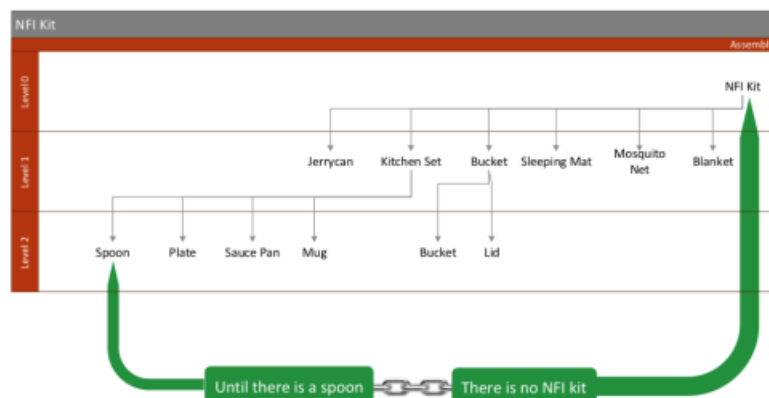 NFI Kit
Assembl
Level 0
NFI Kit
Level 1
Jerrycan Kitchen Set Bucket Sleeping Mat Mosquito Net Blanket
Level 2
Spoon Plate Sauce Pan Mug Bucket Lid
Until there is a spoon There is no NFI kit